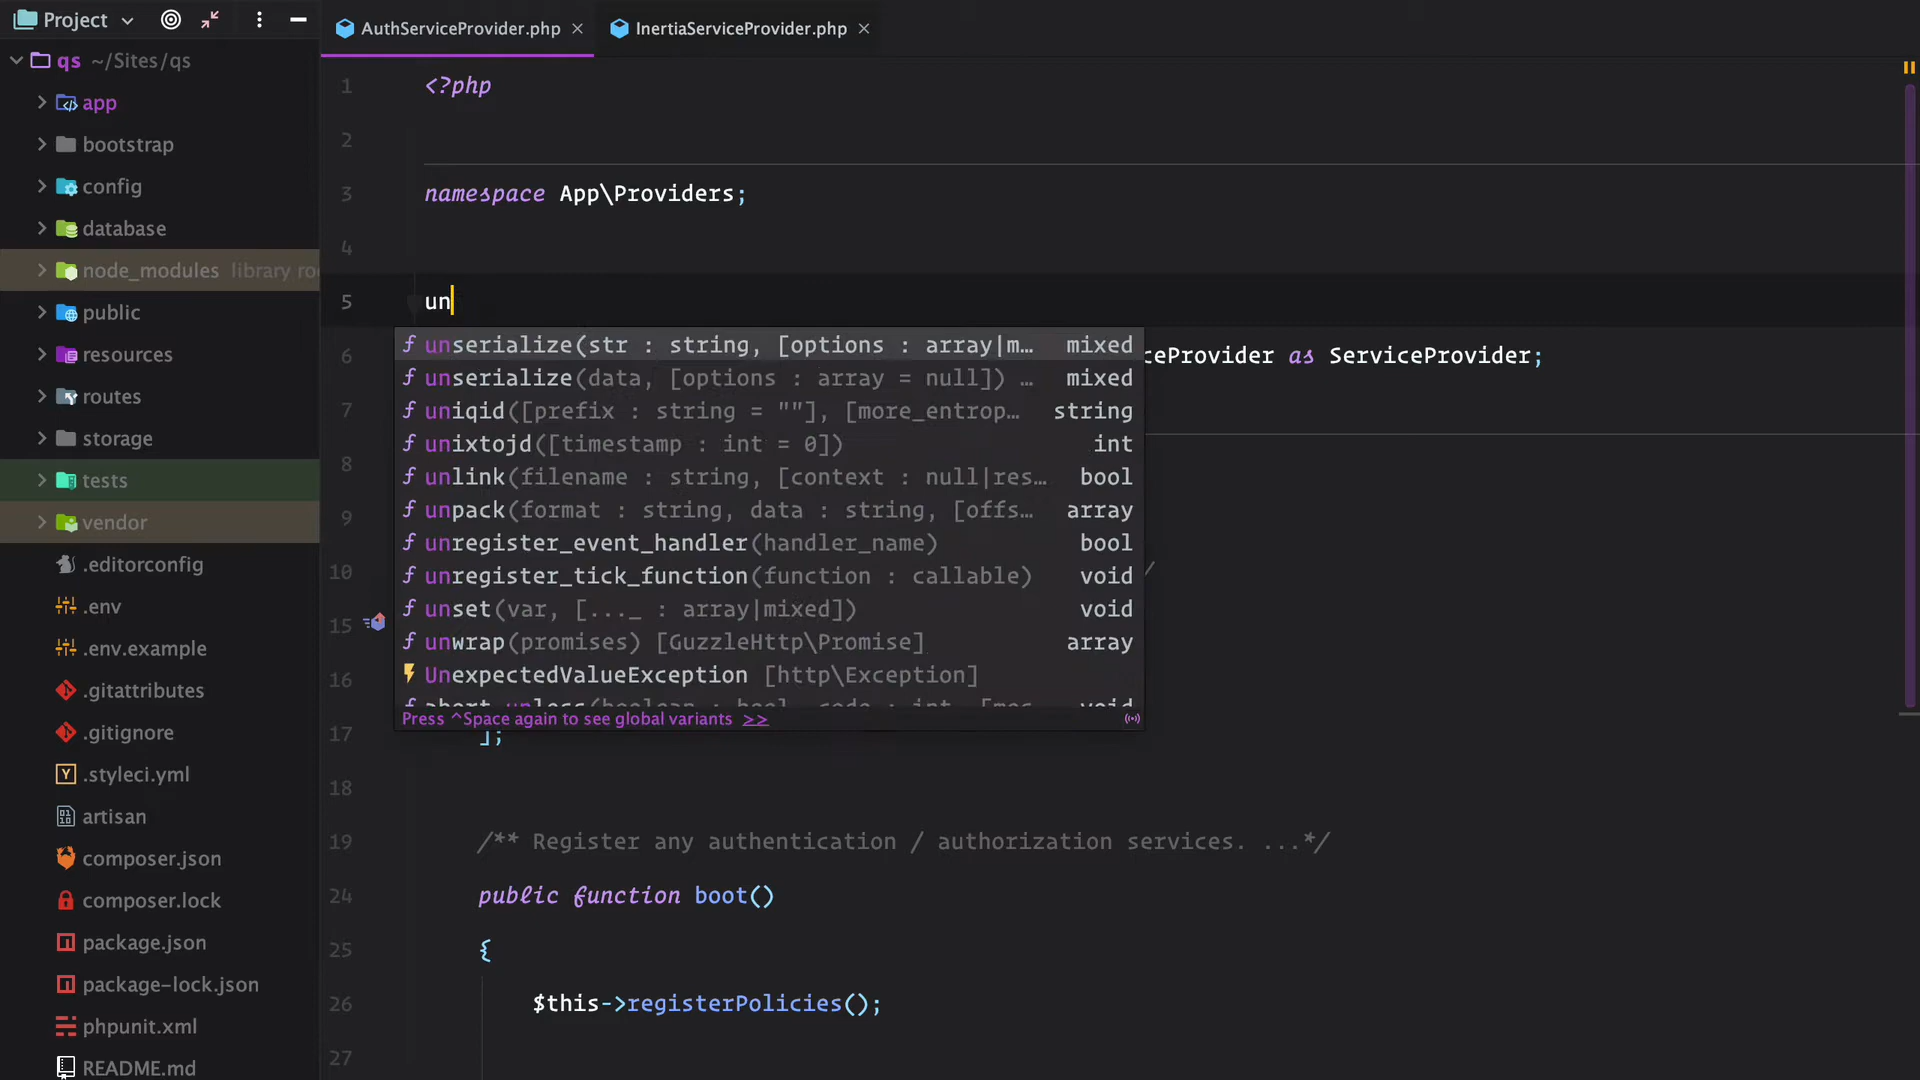 Project
qs ~/Sites/qs
app
bootstrap
config
database
node_modules library
public
resources
routes
storage
tests
vendor
.editorconfig
.env
.env.example
.gitattributes
.gitignore
.styleci.yml
artisan
composer.json
composer.lock
package.json
package-lock.json
phpunit.xml
README.md
AuthServiceProvider.php
InertiaServiceProvider.php
1 <?php
2
3 namespace App\Providers;
4
5 un
6 ceProvider as ServiceProvider;
f unserialize(str : string, [options : array|m… mixed
f unserialize(data, [options : array = null]) … mixed
7 f uniqid([prefix : string = ""], [more_entrop… string
f unixtojd([timestamp : int = 0]) int
8 f unlink(filename : string, [context : null|res… bool
9 f unpack(format : string, data : string, [offs… array
f unregister_event_handler(handler_name) bool
10 f unregister_tick_function(function : callable) void /
15 f unset(var, [..._ : array|mixed]) void
f unwrap(promises) [GuzzleHttp\Promise] array
16 UnexpectedValueException [http\Exception]
f abort_unless(boolean : bool, code : int, [mes… void
Press ^Space again to see global variants >>
17 ];
18
19 /** Register any authentication / authorization services. ...*/
24 public function boot()
25 {
26 $this->registerPolicies();
27